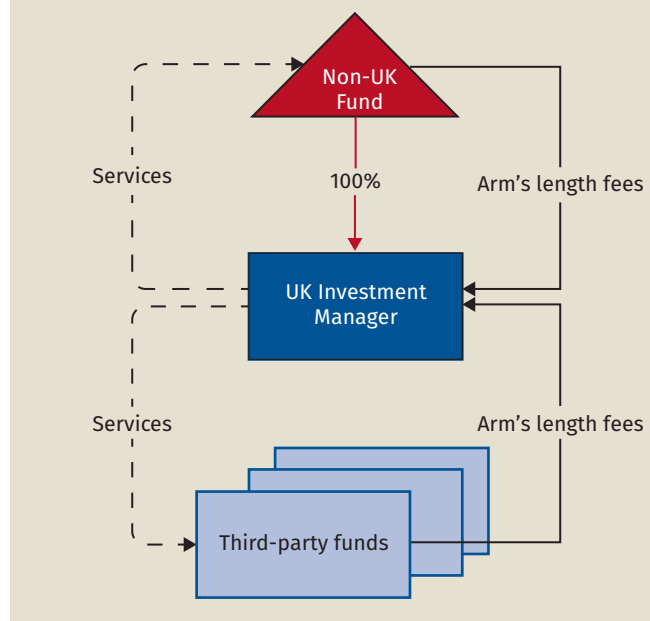 Non-UK
Fund
Services
100%
Arm's length fees
UK Investment
Manager
Services
Arm's length fees
Third-party funds